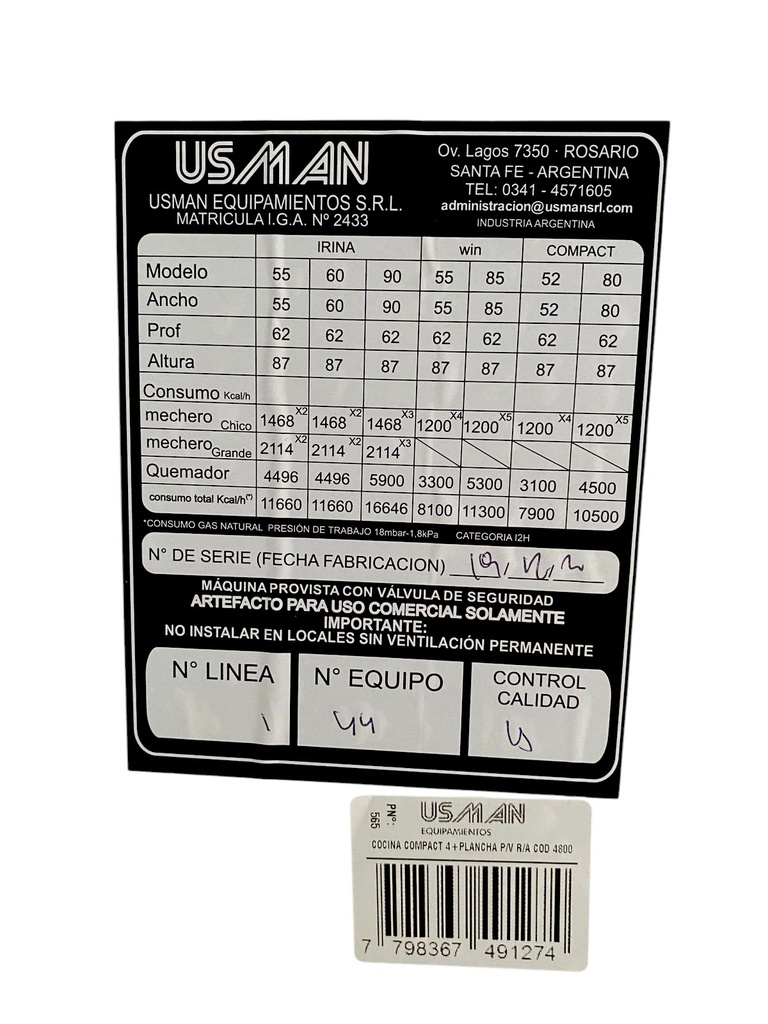 USMAN
USMAN EQUIPAMIENTOS S.R.L.
MATRICULA I.G.A. Nº 2433
Ov. Lagos 7350 · ROSARIO
SANTA FE - ARGENTINA
TEL: 0341 - 4571605
administracion@usmansrl.com
INDUSTRIA ARGENTINA
IRINA win COMPACT
Modelo 55 60 90 55 85 52 80
Ancho 55 60 90 55 85 52 80
Prof 62 62 62 62 62 62 62
Altura 87 87 87 87 87 87 87
Consumo Kcal/h
mechero Chico 1468 X2 1468 X2 1468 X3 1200 X4 1200 X5 1200 X4 1200 X5
mechero Grande 2114 X2 2114 X2 2114 X3
Quemador 4496 4496 5900 3300 5300 3100 4500
consumo total Kcal/h(*) 11660 11660 16646 8100 11300 7900 10500
*CONSUMO GAS NATURAL PRESIÓN DE TRABAJO 18mbar-1,8kPa CATEGORIA I2H
N° DE SERIE (FECHA FABRICACION)
MÁQUINA PROVISTA CON VÁLVULA DE SEGURIDAD
ARTEFACTO PARA USO COMERCIAL SOLAMENTE
IMPORTANTE:
NO INSTALAR EN LOCALES SIN VENTILACIÓN PERMANENTE
N° LINEA N° EQUIPO CONTROL CALIDAD
1 44
PNº: 565
USMAN
EQUIPAMIENTOS
COCINA COMPACT 4+PLANCHA P/V R/A COD 4800
7 798367 491274